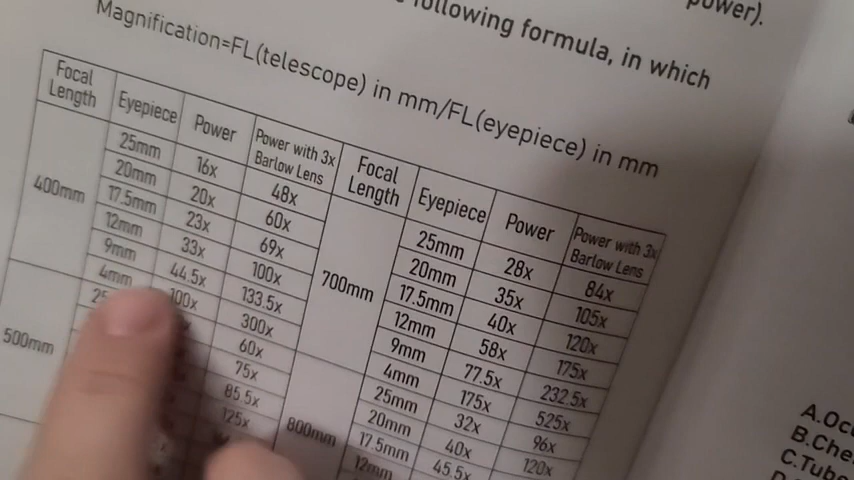 power).
following formula, in which
Magnification=FL(telescope) in mm/FL(eyepiece) in mm
Focal Length Eyepiece Power Power with 3x Barlow Lens Focal Length Eyepiece Power Power with 3x Barlow Lens
400mm
25mm 16x 48x
20mm 20x 60x
17.5mm 23x 69x
12mm 33x 100x
9mm 44.5x 133.5x
4mm 100x 300x
500mm
60x
75x
85.5x
125x
700mm
25mm 28x 84x
20mm 35x 105x
17.5mm 40x 120x
12mm 58x 175x
9mm 77.5x 232.5x
4mm 175x 525x
800mm
25mm 32x 96x
20mm 40x 120x
17.5mm 45.5x
12mm